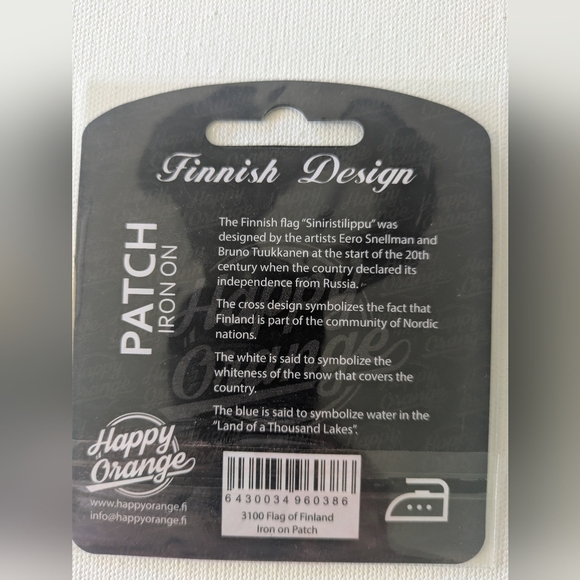 Finnish Design
PATCH
IRON ON
The Finnish flag "Siniristilippu" was
designed by the artists Eero Snellman and
Bruno Tuukkanen at the start of the 20th
century when the country declared its
independence from Russia.
The cross design symbolizes the fact that
Finland is part of the community of Nordic
nations.
The white is said to symbolize the
whiteness of the snow that covers the
country.
The blue is said to symbolize water in the
"Land of a Thousand Lakes".
Happy
Orange
www.happyorange.fi
info@happyorange.fi
6430034960386
3100 Flag of Finland
Iron on Patch